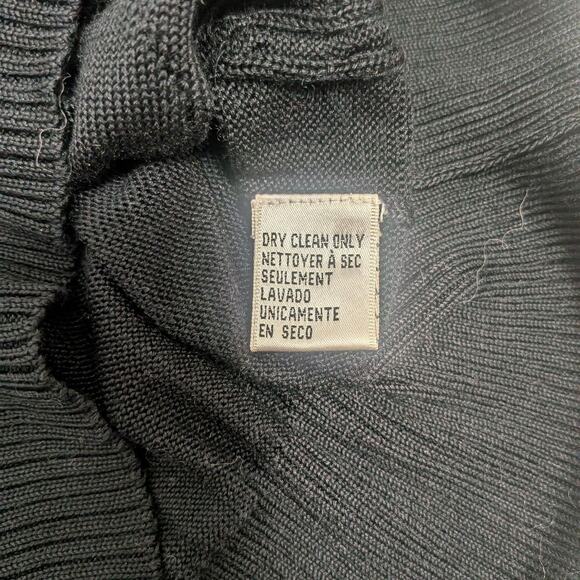 DRY CLEAN ONLY
NETTOYER À SEC
SEULEMENT
LAVADO
UNICAMENTE
EN SECO